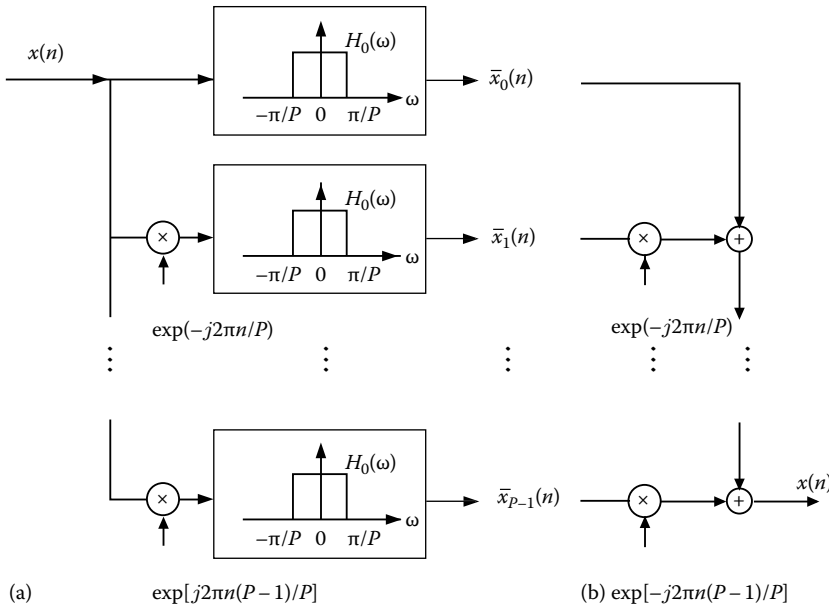 x(n)
H₀(ω)
ω
−π/P 0 π/P
x̄₀(n)
×
H₀(ω)
ω
−π/P 0 π/P
x̄₁(n)
×
+
exp(−j2πn/P)
exp(−j2πn/P)
×
H₀(ω)
ω
−π/P 0 π/P
x̄_{P−1}(n)
×
+
x(n)
(a) exp[j2πn(P−1)/P]
(b) exp[−j2πn(P−1)/P]